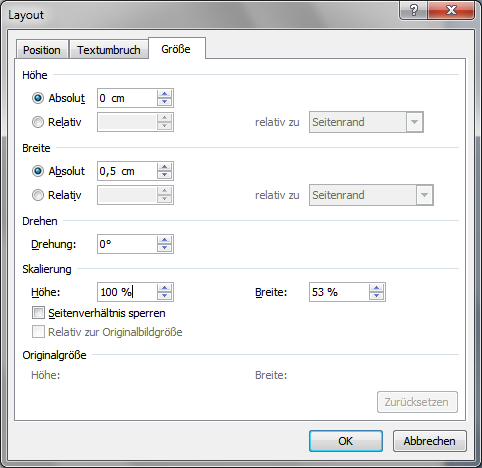 Layout
Position Textumbruch Größe
Höhe
Absolut 0 cm
Relativ relativ zu Seitenrand
Breite
Absolut 0,5 cm
Relativ relativ zu Seitenrand
Drehen
Drehung: 0°
Skalierung
Höhe: 100 % Breite: 53 %
Seitenverhältnis sperren
Relativ zur Originalbildgröße
Originalgröße
Höhe: Breite:
Zurücksetzen
OK Abbrechen